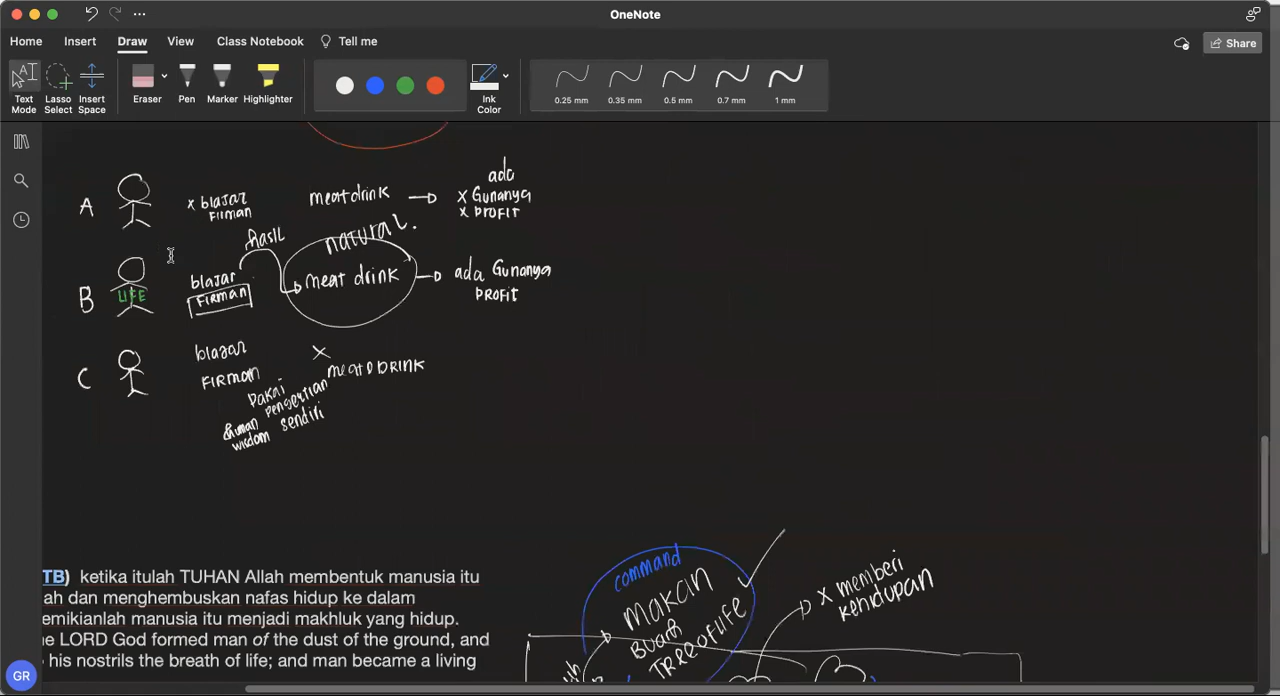 OneNote
Home Insert Draw View Class Notebook Tell me
Share
Text Mode
Lasso Select
Insert Space
Eraser
Pen
Marker
Highlighter
Ink Color
0.25 mm 0.35 mm 0.5 mm 0.7 mm 1 mm
A
x blajar
FIRMAN
meat drink
ada
x Gunanya
x PROFIT
hasil
natural.
B
LIFE
blajar
FIRMAN
meat drink
ada Gunanya
PROFIT
C
blajar
FIRMAN
x
MEAT DRINK
Pakai
pengertian
sendiri
human
wisdom
command
makan
Buah
TREE OF LIFE
x memberi
kehidupan
TB) ketika itulah TUHAN Allah membentuk manusia itu
ah dan menghembuskan nafas hidup ke dalam
emikianlah manusia itu menjadi makhluk yang hidup.
e LORD God formed man of the dust of the ground, and
his nostrils the breath of life; and man became a living
GR